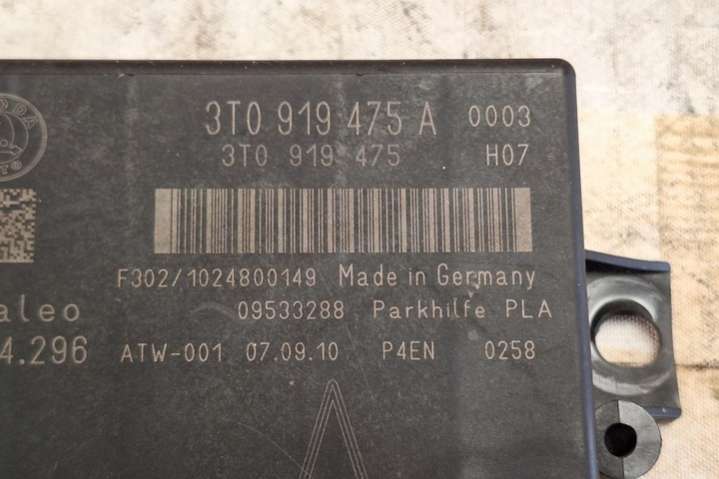 3T0 919 475 A 0003
3T0 919 475 H07
F302/1024800149 Made in Germany
aleo 09533288 Parkhilfe PLA
4.296 ATW-001 07.09.10 P4EN 0258